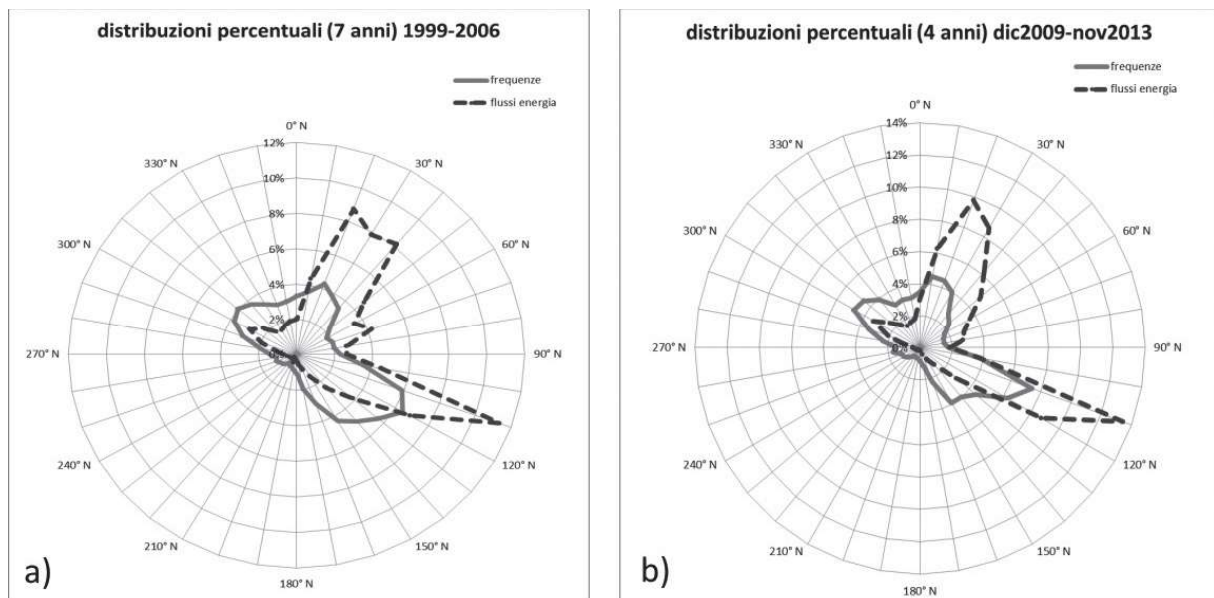 distribuzioni percentuali (7 anni) 1999-2006
frequenze
flussi energia
0° N
30° N
60° N
90° N
120° N
150° N
180° N
210° N
240° N
270° N
300° N
330° N
12%
10%
8%
6%
4%
2%
0%
a)
distribuzioni percentuali (4 anni) dic2009-nov2013
frequenze
flussi energia
0° N
30° N
60° N
90° N
120° N
150° N
180° N
210° N
240° N
270° N
300° N
330° N
14%
12%
10%
8%
6%
4%
2%
0%
b)